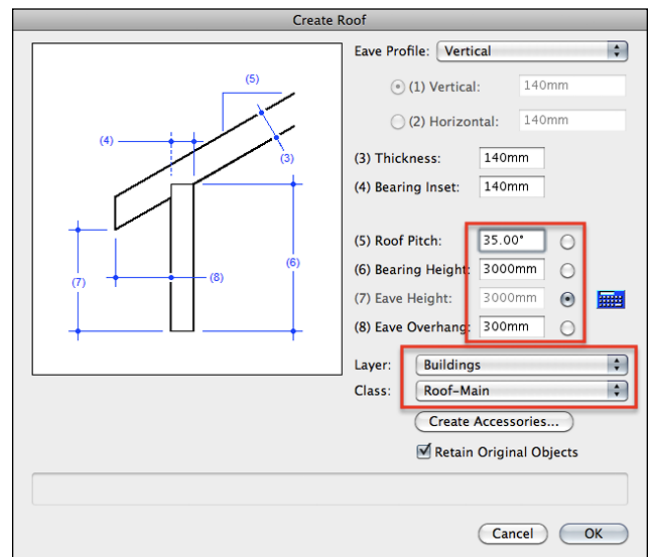 Create Roof
Eave Profile: Vertical
(1) Vertical: 140mm
(2) Horizontal: 140mm
(3) Thickness: 140mm
(4) Bearing Inset: 140mm
(5) Roof Pitch: 35.00°
(6) Bearing Height: 3000mm
(7) Eave Height: 3000mm
(8) Eave Overhang: 300mm
Layer: Buildings
Class: Roof-Main
Create Accessories...
Retain Original Objects
Cancel OK
(5)
(4)
(3)
(6)
(7)
(8)